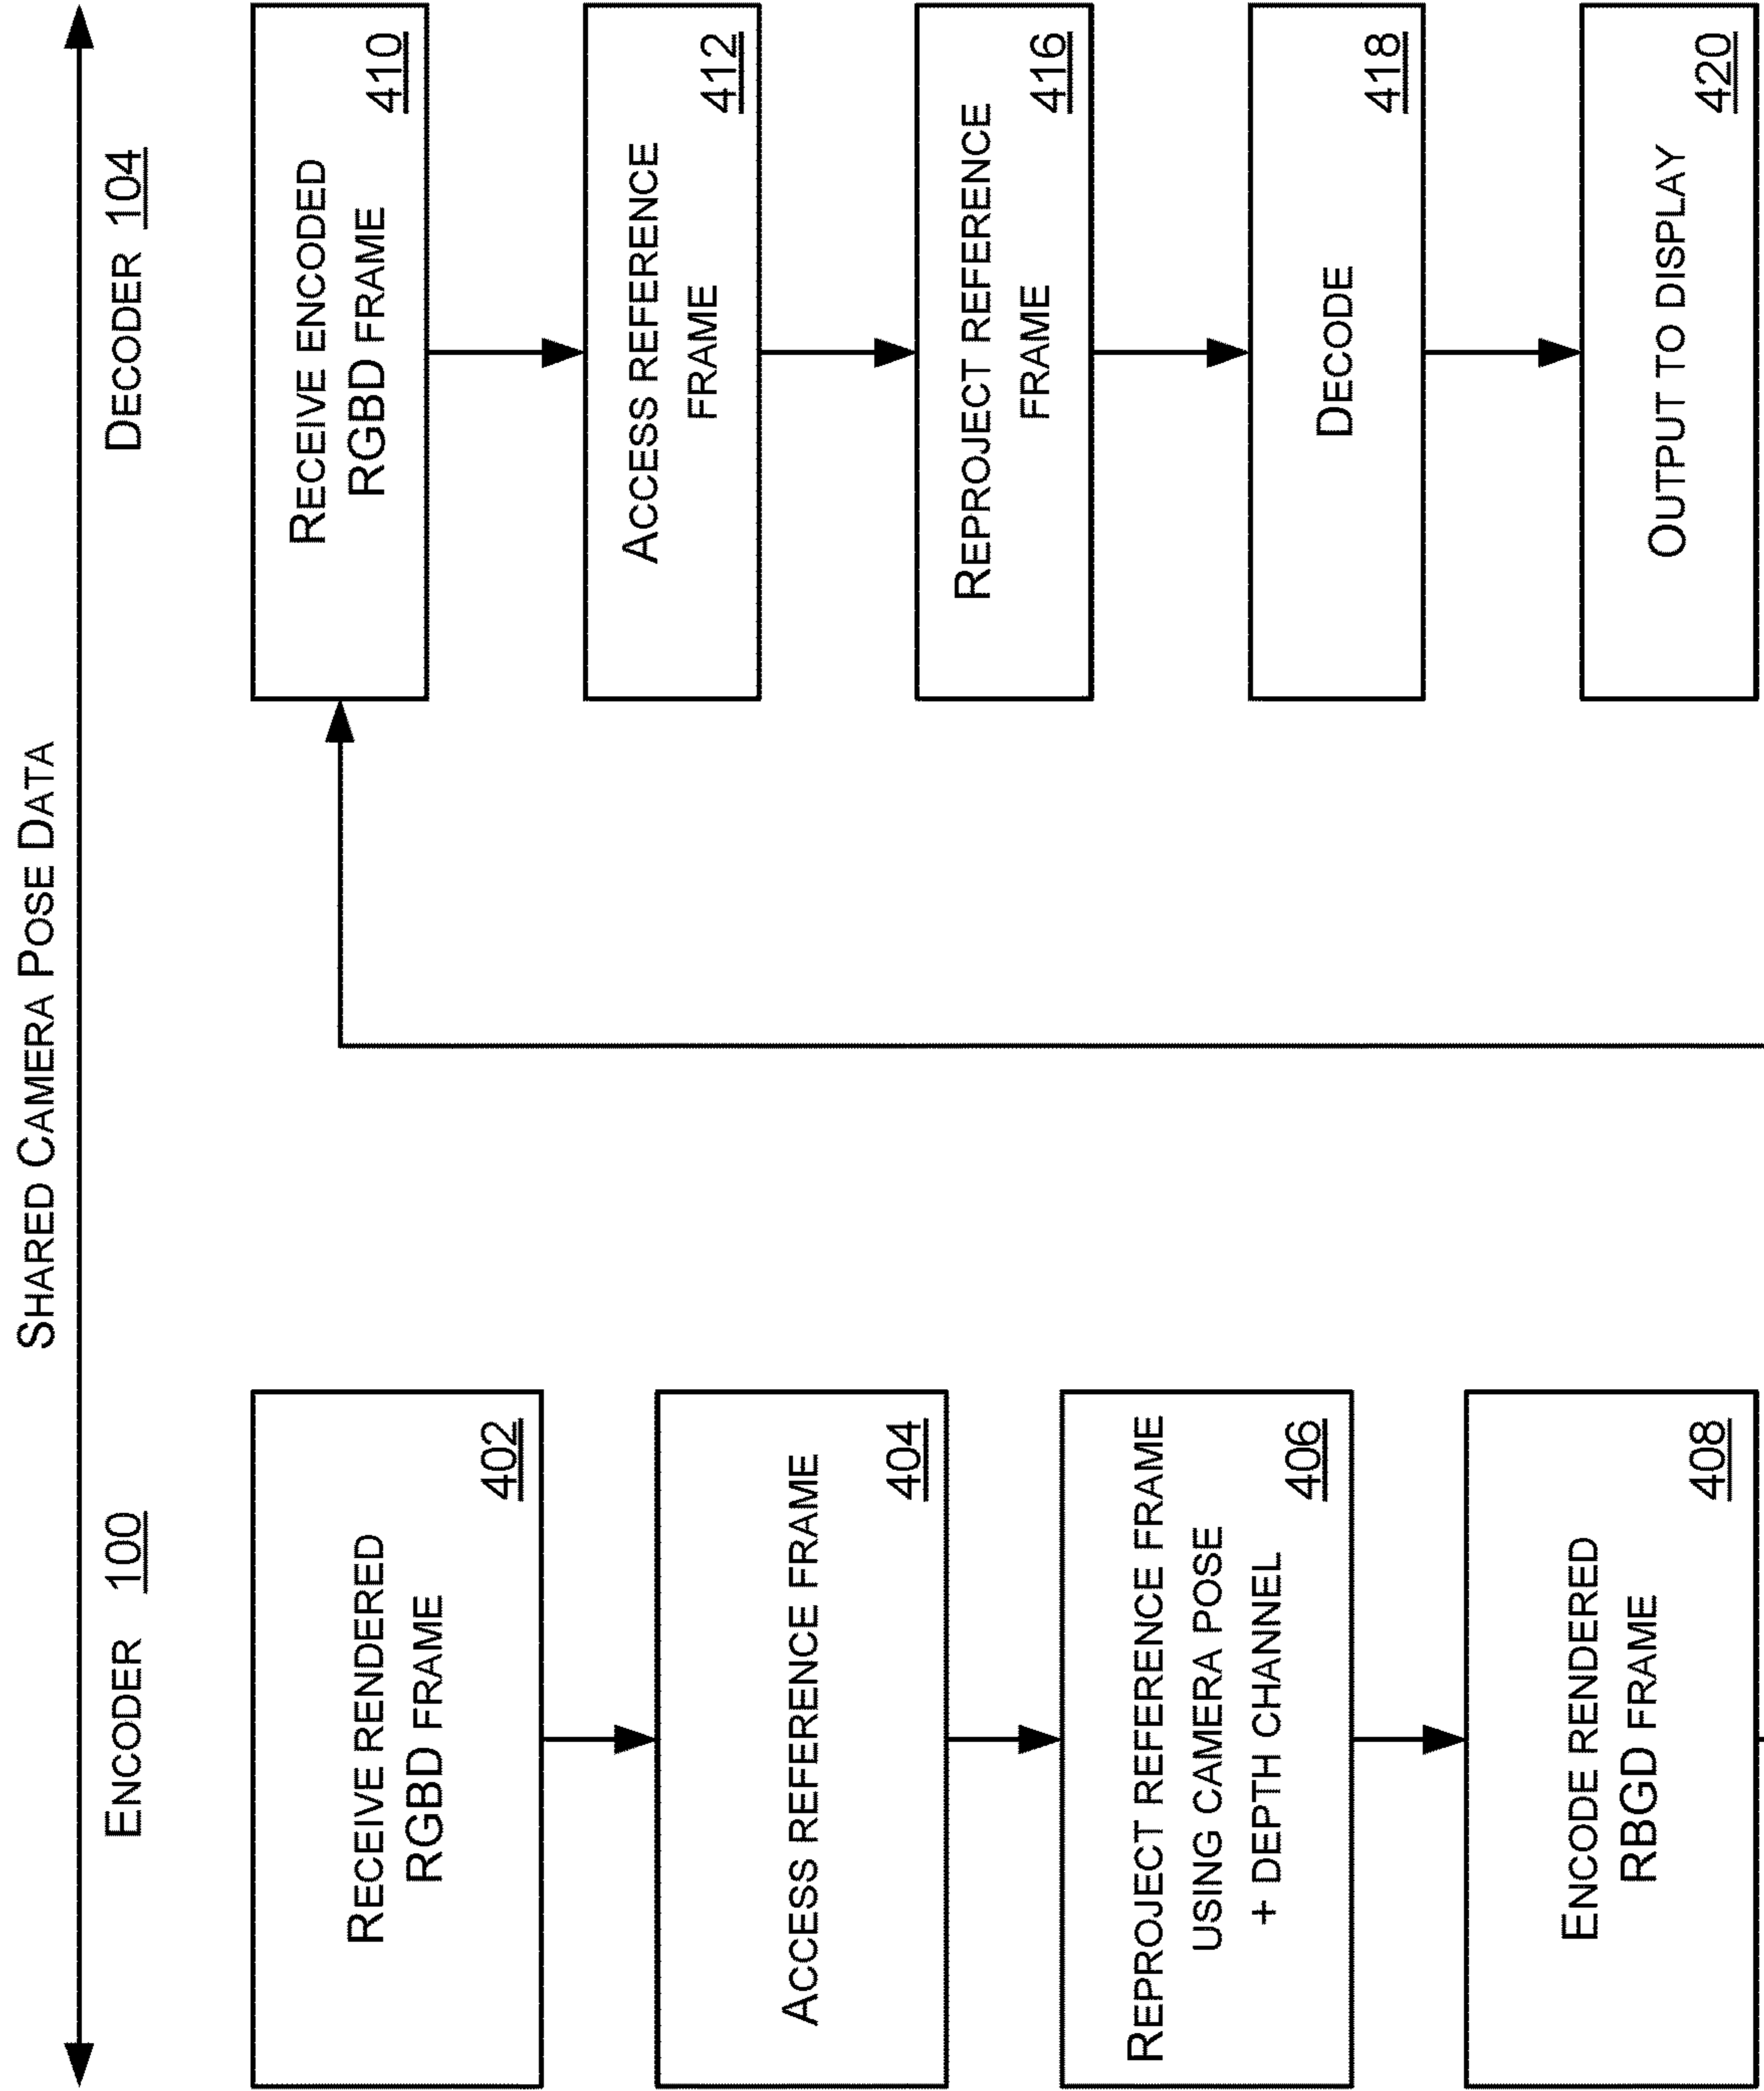 SHARED CAMERA POSE DATA
ENCODER 100
RECEIVE RENDERED
RGBD FRAME
402
ACCESS REFERENCE FRAME
404
REPROJECT REFERENCE FRAME
USING CAMERA POSE
+ DEPTH CHANNEL
406
ENCODE RENDERED
RBGD FRAME
408
DECODER 104
RECEIVE ENCODED
RGBD FRAME
410
ACCESS REFERENCE
FRAME
412
REPROJECT REFERENCE
FRAME
416
DECODE
418
OUTPUT TO DISPLAY
420